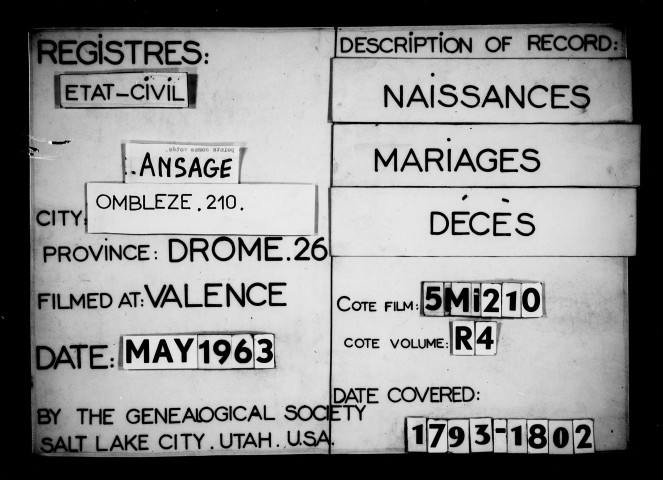 REGiSTRES:
ETAT-CiViL
ANSAGE
OMBLEZE.210.
CITY:
PROVINCE: DROME.26
FILMED AT: VALENCE
DATE: MAY 1963
BY THE GENEALOGICAL SOCIETY
SALT LAKE CITY. UTAH. U.S.A.
DESCRIPTION OF RECORD:
NAiSSANCES
MARiAGES
DÉCÈS
COTE FILM: 5Mi210
COTE VOLUME: R4
DATE COVERED:
1793-1802